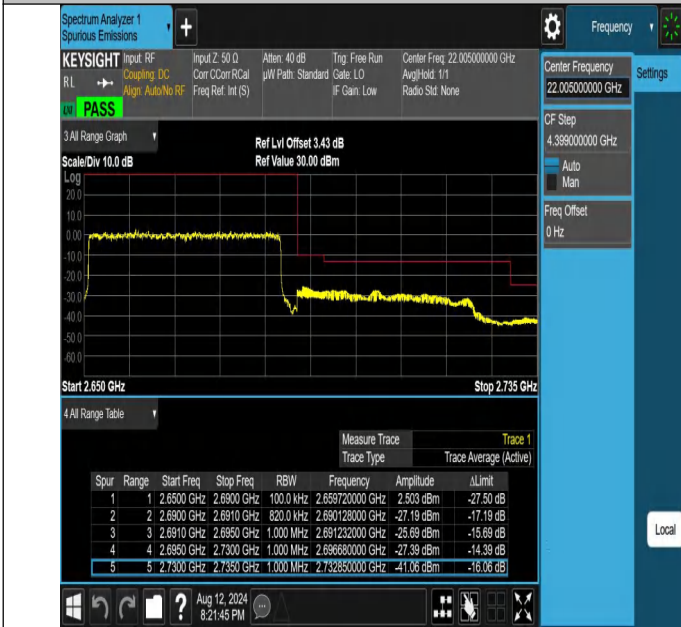 Spectrum Analyzer 1
Spurious Emissions
Frequency
KEYSIGHT
RL
Input: RF
Coupling: DC
Align: Auto/No RF
Input Z: 50 Ω
Corr CCorr RCal
Freq Ref: Int (S)
Atten: 40 dB
µW Path: Standard
Trig: Free Run
Gate: LO
IF Gain: Low
Center Freq: 22.005000000 GHz
Avg|Hold: 1/1
Radio Std: None
PASS
Center Frequency
22.005000000 GHz
Settings
CF Step
4.399000000 GHz
Auto
Man
Freq Offset
0 Hz
3 All Range Graph
Scale/Div 10.0 dB
Ref Lvl Offset 3.43 dB
Ref Value 30.00 dBm
Log
20.0
10.0
0.00
-10.0
-20.0
-30.0
-40.0
-50.0
-60.0
Start 2.650 GHz
Stop 2.735 GHz
4 All Range Table
Measure Trace Trace 1
Trace Type Trace Average (Active)
Spur Range Start Freq Stop Freq RBW Frequency Amplitude ΔLimit
1 1 2.6500 GHz 2.6900 GHz 100.0 kHz 2.659720000 GHz 2.503 dBm -27.50 dB
2 2 2.6900 GHz 2.6910 GHz 820.0 kHz 2.690128000 GHz -27.19 dBm -17.19 dB
3 3 2.6910 GHz 2.6950 GHz 1.000 MHz 2.691232000 GHz -25.69 dBm -15.69 dB
4 4 2.6950 GHz 2.7300 GHz 1.000 MHz 2.696680000 GHz -27.39 dBm -14.39 dB
5 5 2.7300 GHz 2.7350 GHz 1.000 MHz 2.732850000 GHz -41.06 dBm -16.06 dB
Local
Aug 12, 2024
8:21:45 PM